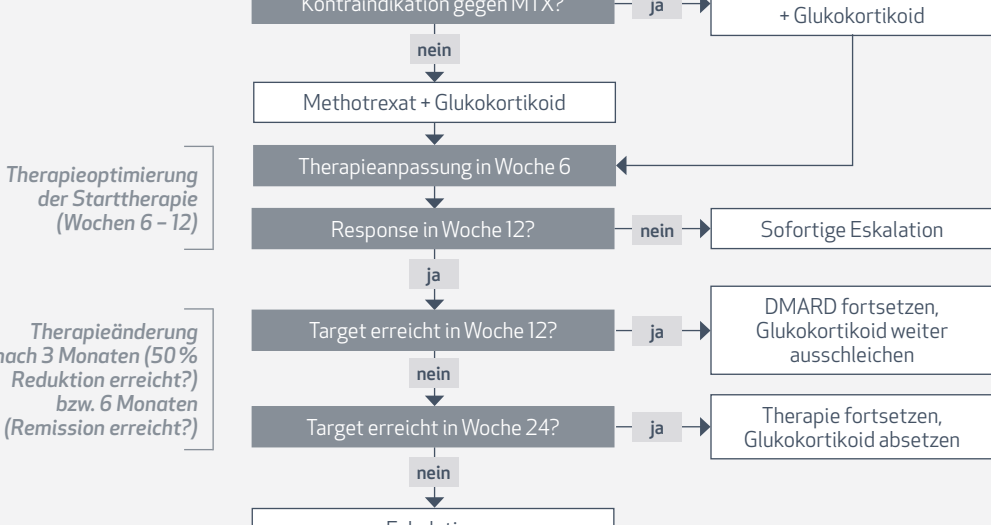 Kontraindikation gegen MTX?
ja
+ Glukokortikoid
nein
Methotrexat + Glukokortikoid
Therapieanpassung in Woche 6
Therapieoptimierung
der Starttherapie
(Wochen 6 – 12)
Response in Woche 12?
nein
Sofortige Eskalation
ja
Therapieänderung
nach 3 Monaten (50 %
Reduktion erreicht?)
bzw. 6 Monaten
(Remission erreicht?)
Target erreicht in Woche 12?
ja
DMARD fortsetzen,
Glukokortikoid weiter
ausschleichen
nein
Target erreicht in Woche 24?
ja
Therapie fortsetzen,
Glukokortikoid absetzen
nein